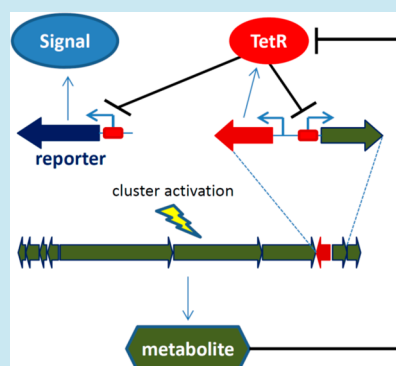 Signal
TetR
reporter
cluster activation
metabolite